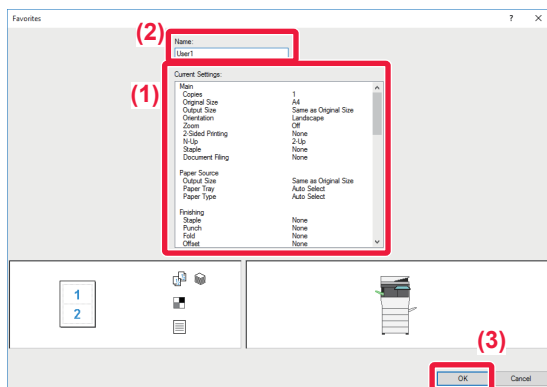 Favorites ? X
(2)
Name:
User1
(1)
Current Settings:
Main
Copies 1
Original Size A4
Output Size Same as Original Size
Orientation Landscape
Zoom Off
2-Sided Printing None
N-Up 2-Up
Staple None
Document Filing None
Paper Source
Output Size Same as Original Size
Paper Tray Auto Select
Paper Type Auto Select
Finishing
Staple None
Punch None
Fold None
Offset None
1
2
(3)
OK Cancel